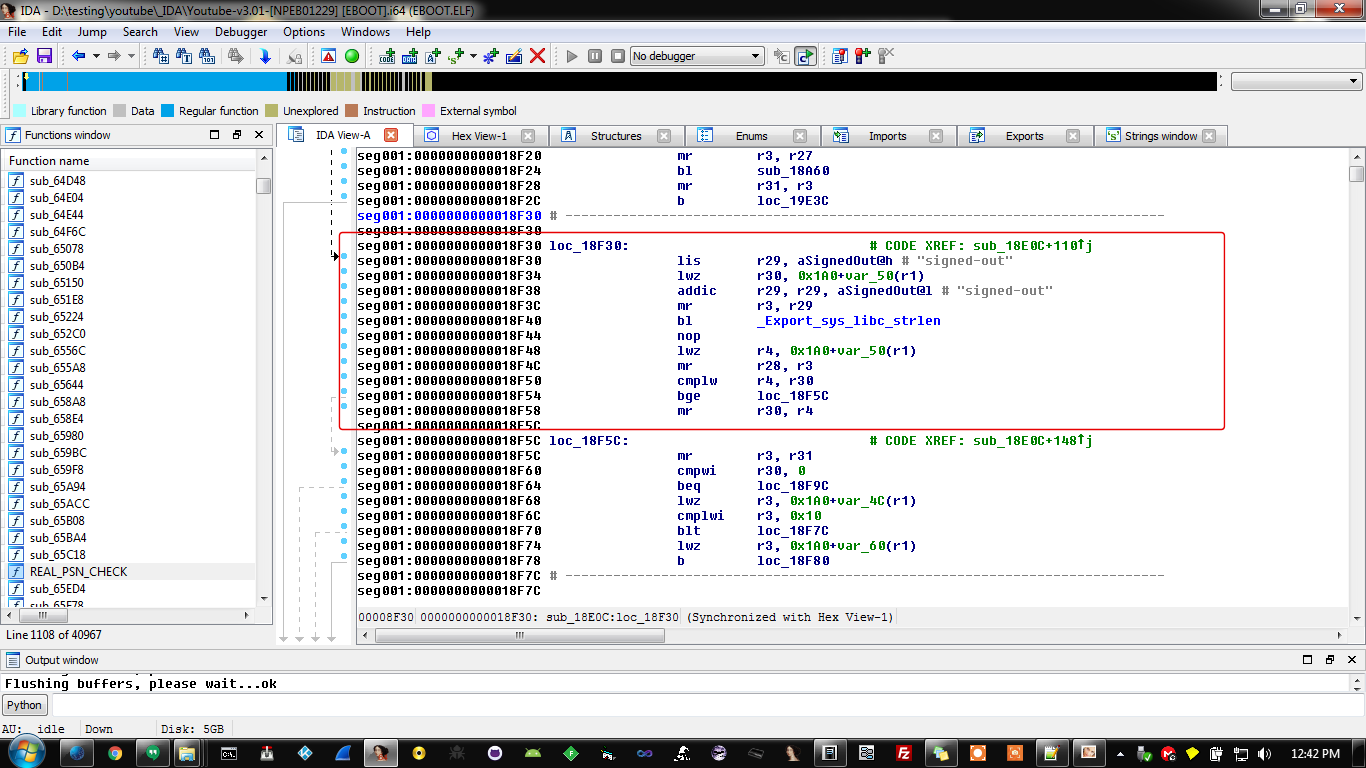 IDA - D:\testing\youtube\_IDA\Youtube-v3.01-[NPEB01229] [EBOOT].i64 (EBOOT.ELF)
File Edit Jump Search View Debugger Options Windows Help
No debugger
Library function Data Regular function Unexplored Instruction External symbol
Functions window
IDA View-A Hex View-1 Structures Enums Imports Exports Strings window
Function name
sub_64D48
sub_64E04
sub_64E44
sub_64F6C
sub_65078
sub_650B4
sub_65150
sub_651E8
sub_65224
sub_652C0
sub_6556C
sub_655A8
sub_65644
sub_658A8
sub_658E4
sub_65980
sub_659BC
sub_659F8
sub_65A94
sub_65ACC
sub_65B08
sub_65BA4
sub_65C18
REAL_PSN_CHECK
sub_65ED4
sub_65F78
Line 1108 of 40967
seg001:0000000000018F20 mr r3, r27
seg001:0000000000018F24 bl sub_18A60
seg001:0000000000018F28 mr r31, r3
seg001:0000000000018F2C b loc_19E3C
seg001:0000000000018F30 # ---------------------------------------------------------------------------
seg001:0000000000018F30
seg001:0000000000018F30 loc_18F30: # CODE XREF: sub_18E0C+110↑j
seg001:0000000000018F30 lis r29, aSignedOut@h # "signed-out"
seg001:0000000000018F34 lwz r30, 0x1A0+var_50(r1)
seg001:0000000000018F38 addic r29, r29, aSignedOut@l # "signed-out"
seg001:0000000000018F3C mr r3, r29
seg001:0000000000018F40 bl _Export_sys_libc_strlen
seg001:0000000000018F44 nop
seg001:0000000000018F48 lwz r4, 0x1A0+var_50(r1)
seg001:0000000000018F4C mr r28, r3
seg001:0000000000018F50 cmplw r4, r30
seg001:0000000000018F54 bge loc_18F5C
seg001:0000000000018F58 mr r30, r4
seg001:0000000000018F5C
seg001:0000000000018F5C loc_18F5C: # CODE XREF: sub_18E0C+148↑j
seg001:0000000000018F5C mr r3, r31
seg001:0000000000018F60 cmpwi r30, 0
seg001:0000000000018F64 beq loc_18F9C
seg001:0000000000018F68 lwz r3, 0x1A0+var_4C(r1)
seg001:0000000000018F6C cmplwi r3, 0x10
seg001:0000000000018F70 blt loc_18F7C
seg001:0000000000018F74 lwz r3, 0x1A0+var_60(r1)
seg001:0000000000018F78 b loc_18F80
seg001:0000000000018F7C # ---------------------------------------------------------------------------
seg001:0000000000018F7C
00008F30 0000000000018F30: sub_18E0C:loc_18F30 (Synchronized with Hex View-1)
Output window
Flushing buffers, please wait...ok
Python
AU: idle Down Disk: 5GB
12:42 PM